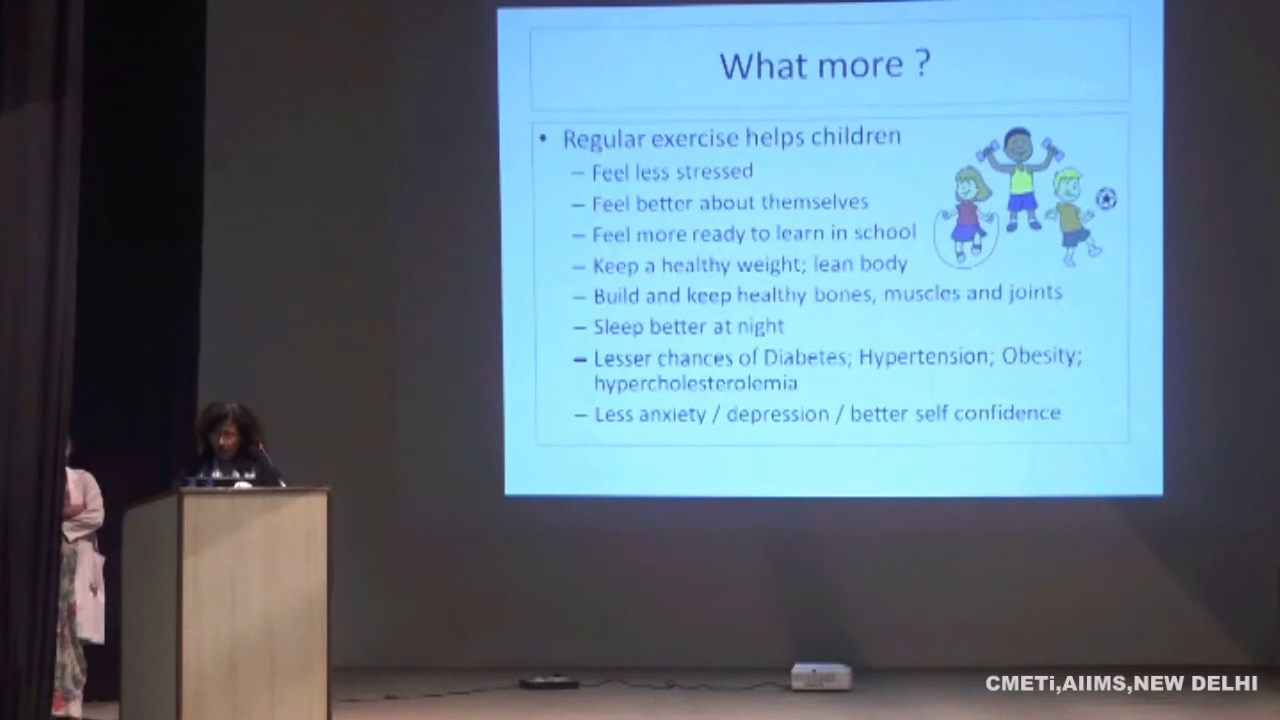 What more ?
• Regular exercise helps children
– Feel less stressed
– Feel better about themselves
– Feel more ready to learn in school
– Keep a healthy weight; lean body
– Build and keep healthy bones, muscles and joints
– Sleep better at night
– Lesser chances of Diabetes; Hypertension; Obesity;
hypercholesterolemia
– Less anxiety / depression / better self confidence
CMETi,AIIMS,NEW DELHI